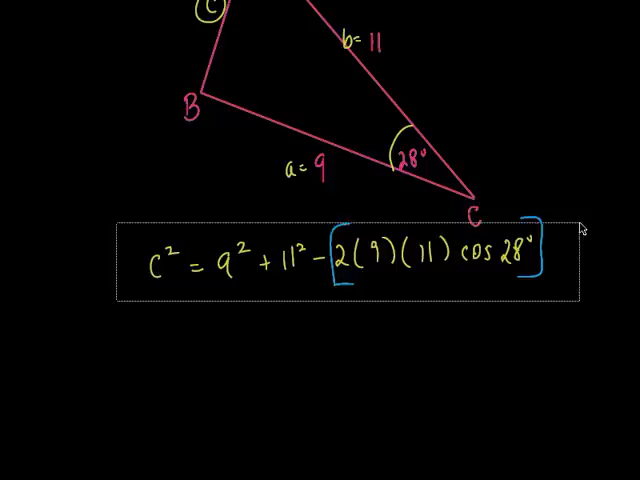 c
b= 11
B
a= 9
28°
C
c² = 9² + 11² - [2(9)(11) cos 28°]